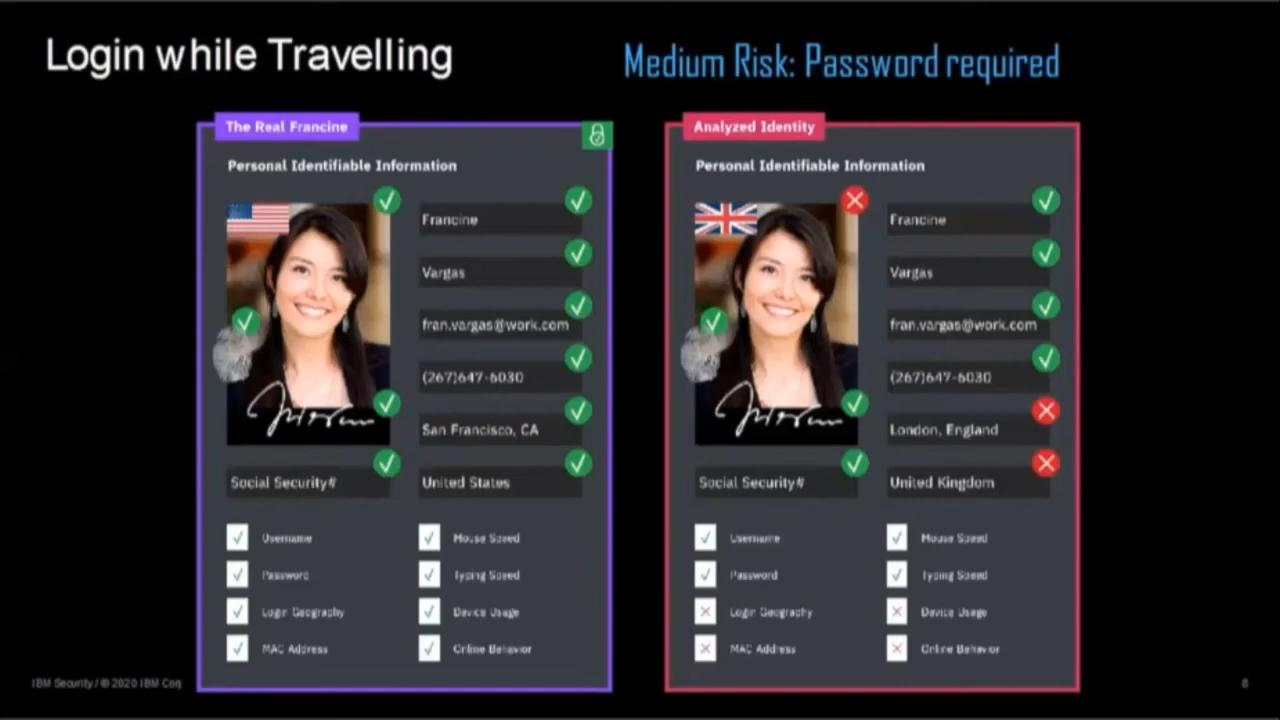 Login while Travelling
Medium Risk: Password required
The Real Francine
Personal Identifiable Information
Francine
Vargas
fran.vargas@work.com
(267)647-6030
San Francisco, CA
Social Security#
United States
Username
Mouse Speed
Password
Typing Speed
Login Geography
Device Usage
MAC Address
Online Behavior
Analyzed Identity
Personal Identifiable Information
Francine
Vargas
fran.vargas@work.com
(267)647-6030
London, England
Social Security#
United Kingdom
Username
Mouse Speed
Password
Typing Speed
Login Geography
Device Usage
MAC Address
Online Behavior
IBM Security / © 2020 IBM Corp
8